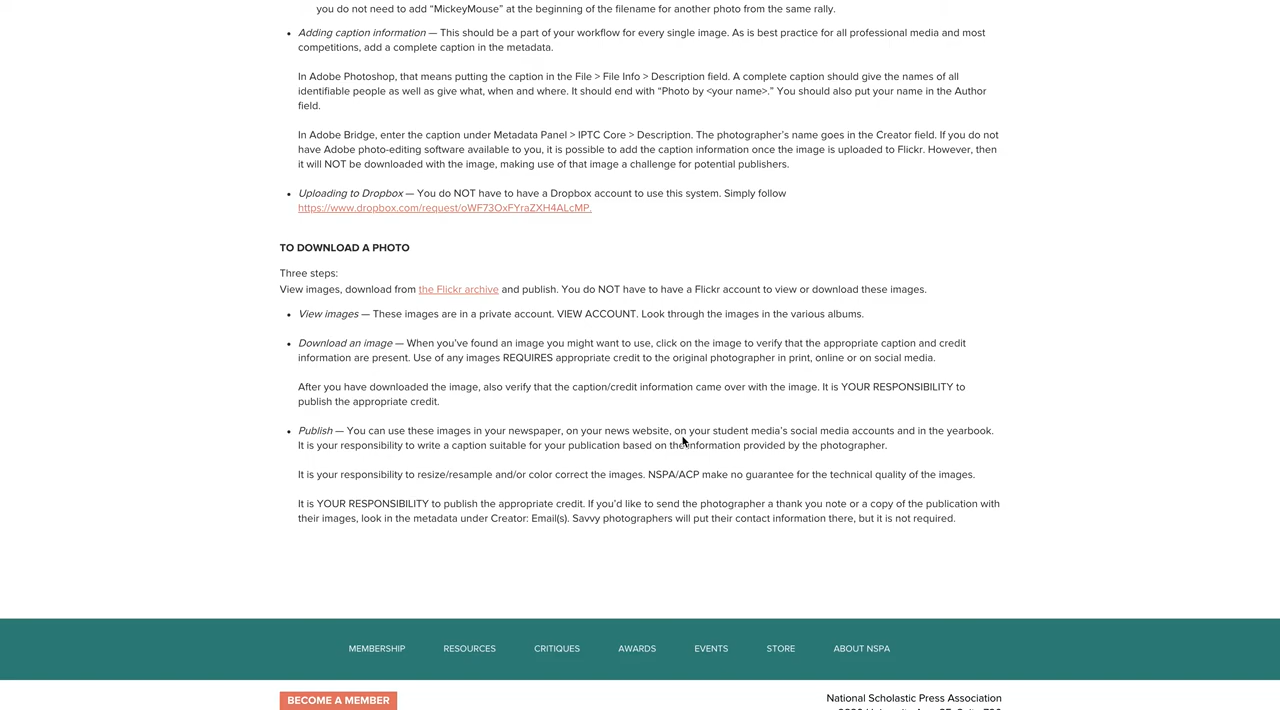 you do not need to add “MickeyMouse” at the beginning of the filename for another photo from the same rally.
• Adding caption information — This should be a part of your workflow for every single image. As is best practice for all professional media and most
competitions, add a complete caption in the metadata.
In Adobe Photoshop, that means putting the caption in the File > File Info > Description field. A complete caption should give the names of all
identifiable people as well as give what, when and where. It should end with “Photo by <your name>.” You should also put your name in the Author
field.
In Adobe Bridge, enter the caption under Metadata Panel > IPTC Core > Description. The photographer’s name goes in the Creator field. If you do not
have Adobe photo-editing software available to you, it is possible to add the caption information once the image is uploaded to Flickr. However, then
it will NOT be downloaded with the image, making use of that image a challenge for potential publishers.
• Uploading to Dropbox — You do NOT have to have a Dropbox account to use this system. Simply follow
https://www.dropbox.com/request/oWF73OxFYraZXH4ALcMP.
TO DOWNLOAD A PHOTO
Three steps:
View images, download from the Flickr archive and publish. You do NOT have to have a Flickr account to view or download these images.
• View images — These images are in a private account. VIEW ACCOUNT. Look through the images in the various albums.
• Download an image — When you’ve found an image you might want to use, click on the image to verify that the appropriate caption and credit
information are present. Use of any images REQUIRES appropriate credit to the original photographer in print, online or on social media.
After you have downloaded the image, also verify that the caption/credit information came over with the image. It is YOUR RESPONSIBILITY to
publish the appropriate credit.
• Publish — You can use these images in your newspaper, on your news website, on your student media’s social media accounts and in the yearbook.
It is your responsibility to write a caption suitable for your publication based on the information provided by the photographer.
It is your responsibility to resize/resample and/or color correct the images. NSPA/ACP make no guarantee for the technical quality of the images.
It is YOUR RESPONSIBILITY to publish the appropriate credit. If you’d like to send the photographer a thank you note or a copy of the publication with
their images, look in the metadata under Creator: Email(s). Savvy photographers will put their contact information there, but it is not required.
MEMBERSHIP RESOURCES CRITIQUES AWARDS EVENTS STORE ABOUT NSPA
BECOME A MEMBER
National Scholastic Press Association